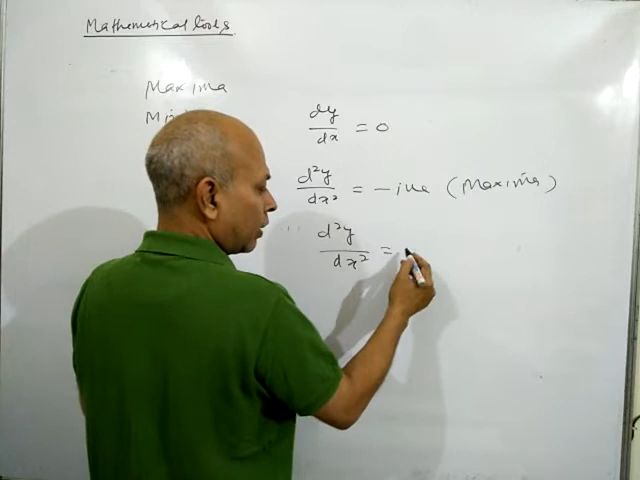 Mathematical tools
Maxima
dy/dx = 0
d²y/dx² = -ive (Maxima)
d²y/dx² =